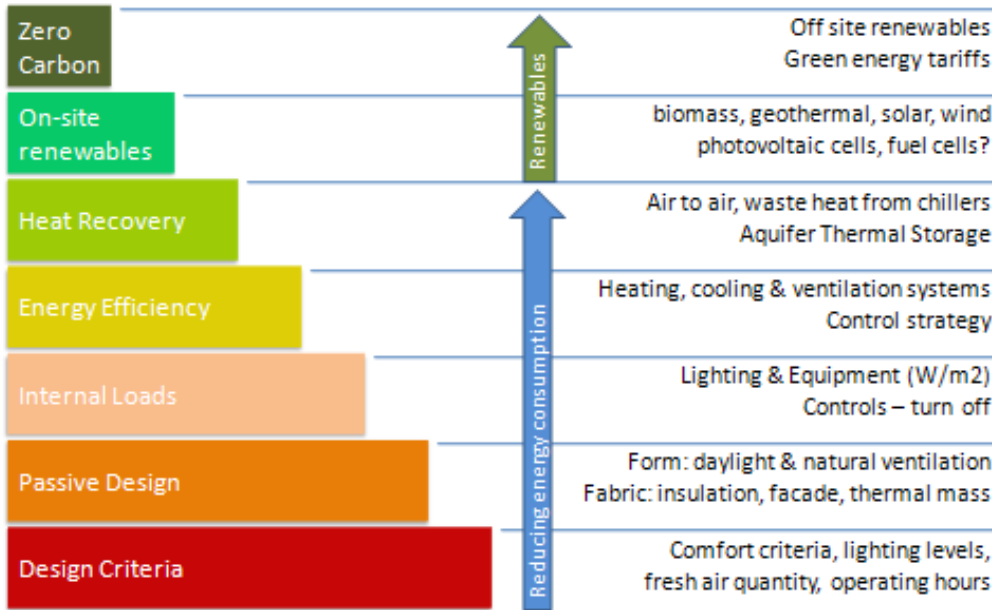 Zero
Carbon
Off site renewables
Green energy tariffs
On-site
renewables
biomass, geothermal, solar, wind
photovoltaic cells, fuel cells?
Renewables
Heat Recovery
Air to air, waste heat from chillers
Aquifer Thermal Storage
Energy Efficiency
Heating, cooling & ventilation systems
Control strategy
Internal Loads
Lighting & Equipment (W/m2)
Controls – turn off
Passive Design
Form: daylight & natural ventilation
Fabric: insulation, facade, thermal mass
Design Criteria
Comfort criteria, lighting levels,
fresh air quantity, operating hours
Reducing energy consumption